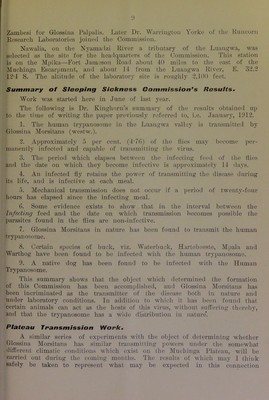 7
Zambesi for Glossina Palpalis. Later Dr. Warrington Yorke of the Runcorn
Research Laboratories joined the Commission.
Nawalia, on the Nyamadzi River a tributary of the Luangwa, was
selected as the site for the headquarters of the Commission. This station
is on the Mpika—Fort Jameson Road about 40 miles to the east of the
Muchinga Escarpment, and about 14 from the Luangwa River, E. 32.2
12·4 S. The altitude of the laboratory site is roughly 2,100 feet.
Summary of Sleeping Sickness Commission's Results.
Work was started here in June of last year.
The following is Dr. Kinghorn's summary of the results obtained up
to the time of writing the paper previously referred to, i.e. January, 1912.
1. The human trypanosome in the Luangwa valley is transmitted by
Glossina Morsitans (westw.).
2. Approximately 5 per cent. (4·76) of the flies may become per-
manently infected and capable of transmitting the virus.
3. The period which elapses between the infecting feed of the flies
and the date on which they become infective is approximately 14 days.
4. An infected fly retains the power of transmitting the disease during
its life, and is infective at each meal.
5. Mechanical transmission does not occur if a period of twenty-four
hours has elapsed since the infecting meal.
6. Some evidence exists to show that in the interval between the
Infecting feed and the date on which transmission becomes possible the
parasites found in the flies are non-infective.
7. Glossina Morsitans in nature has been found to transmit the human
trypanosome.
8. Certain species of buck, viz. Waterbuck, Hartebeeste, Mpala and
Warthog have been found to be infected with the human trypanosome.
9. A native dog has been found to be infected with the Human
Trypanosome.
This summary shows that the object which determined the formation
of this Commission has been accomplished, and Glossina Morsitans has
been incriminated as the transmitter of the disease both in nature and
under laboratory conditions. In addition to which it has been found that
certain animals can act as the hosts of this virus, without suffering thereby,
and that the trypanosome has a wide distribution in nature.
Plateau Transmission Work.
A similar series of experiments with the object of determining whether
Glossina Morsitans has similar transmitting powers under the somewhat
different climatic conditions which exist on the Muchinga Plateau, will be
carried out during the coming months. The results of which may I think
safely be taken to represent what may be expected in this connection